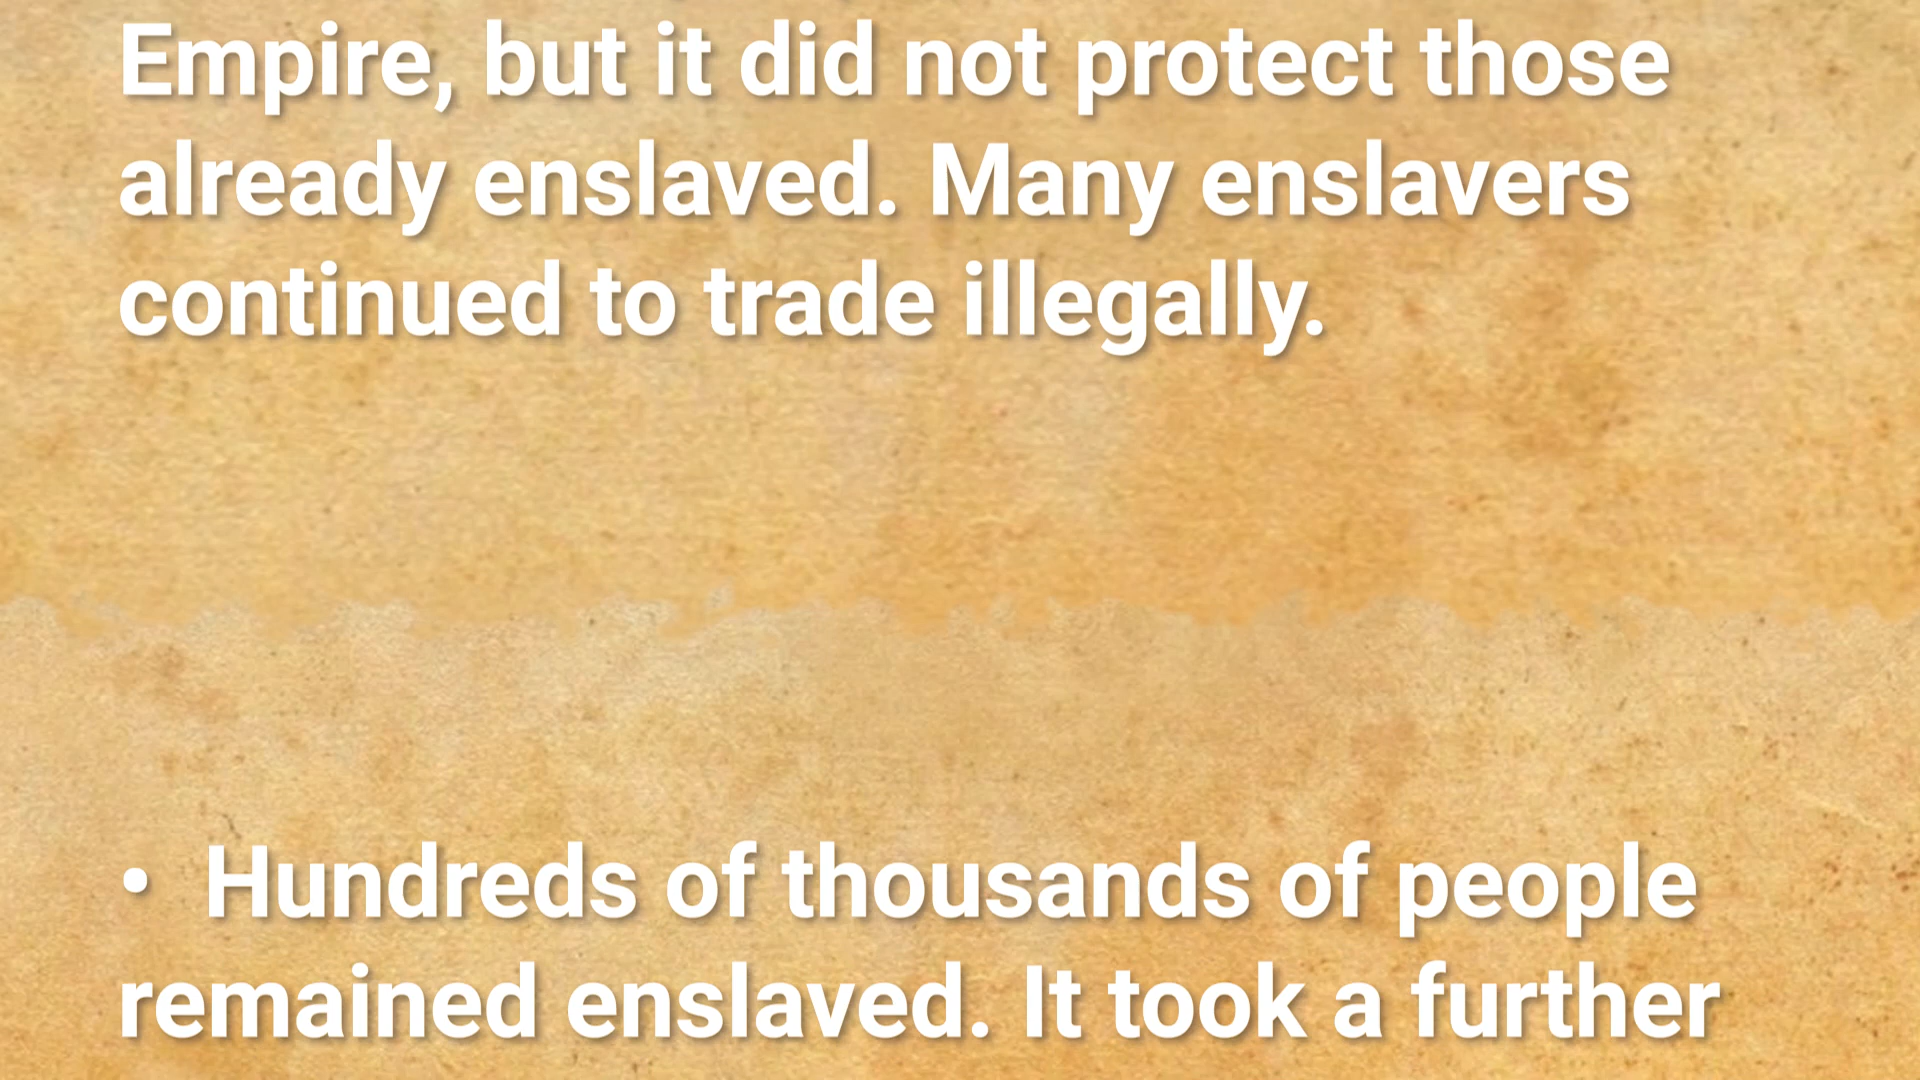 Empire, but it did not protect those
already enslaved. Many enslavers
continued to trade illegally.
• Hundreds of thousands of people
remained enslaved. It took a further